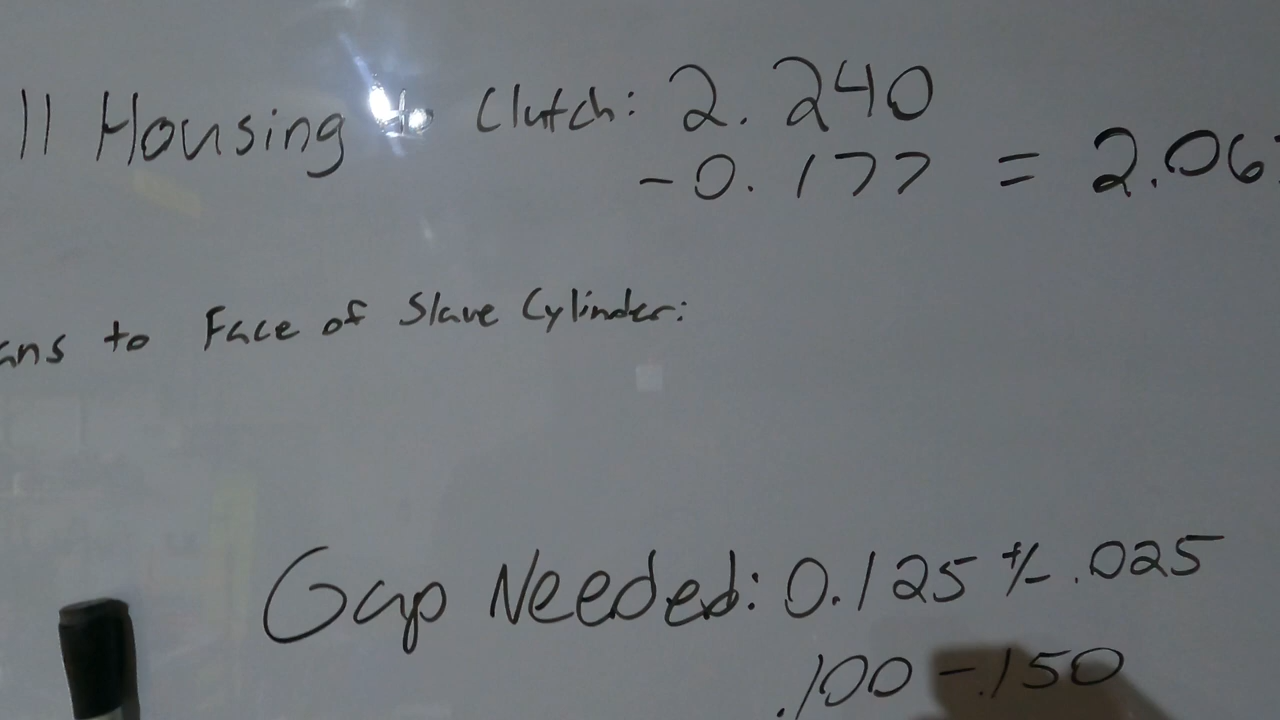 ll Housing to Clutch: 2.240
-0.177 = 2.06
ans to Face of Slave Cylinder:
Gap Needed: 0.125 +/- .025
.100 - .150